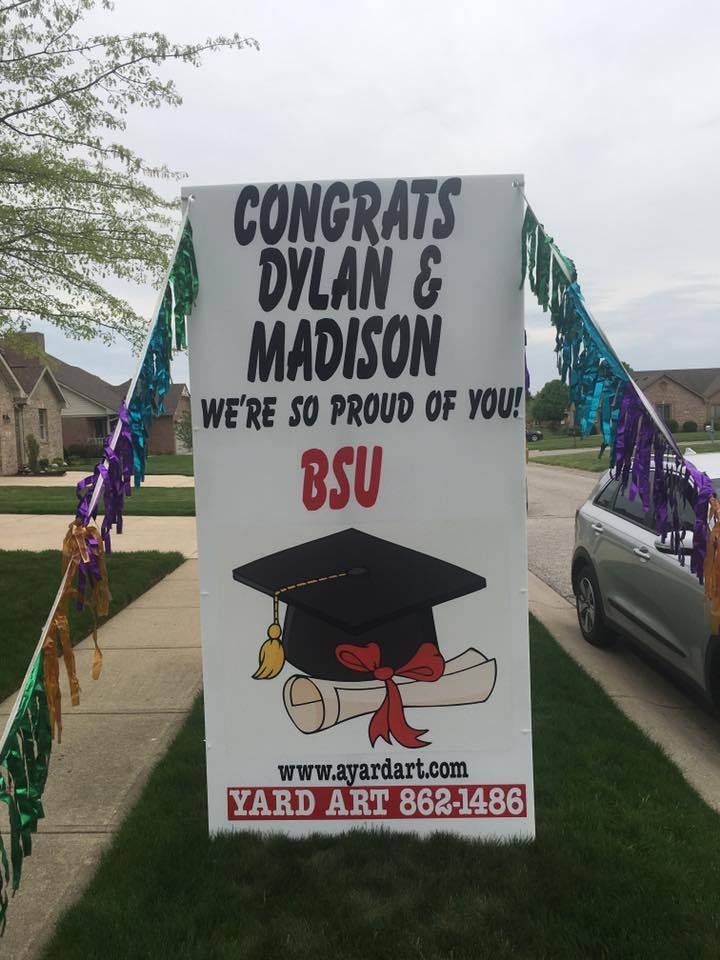 CONGRATS
DYLAN &
MADISON
WE'RE SO PROUD OF YOU!
BSU
www.ayardart.com
YARD ART 862-1486